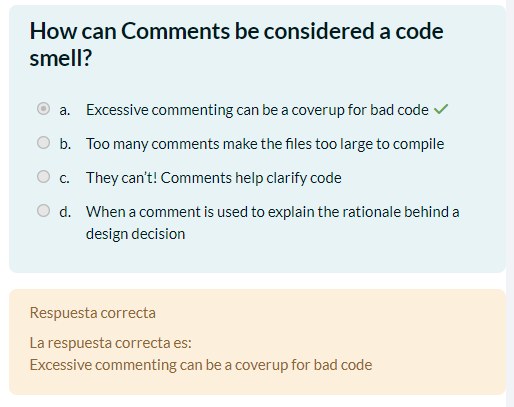 How can Comments be considered a code
smell?
a. Excessive commenting can be a coverup for bad code
b. Too many comments make the files too large to compile
c. They can't! Comments help clarify code
d. When a comment is used to explain the rationale behind a
design decision
Respuesta correcta
La respuesta correcta es:
Excessive commenting can be a coverup for bad code